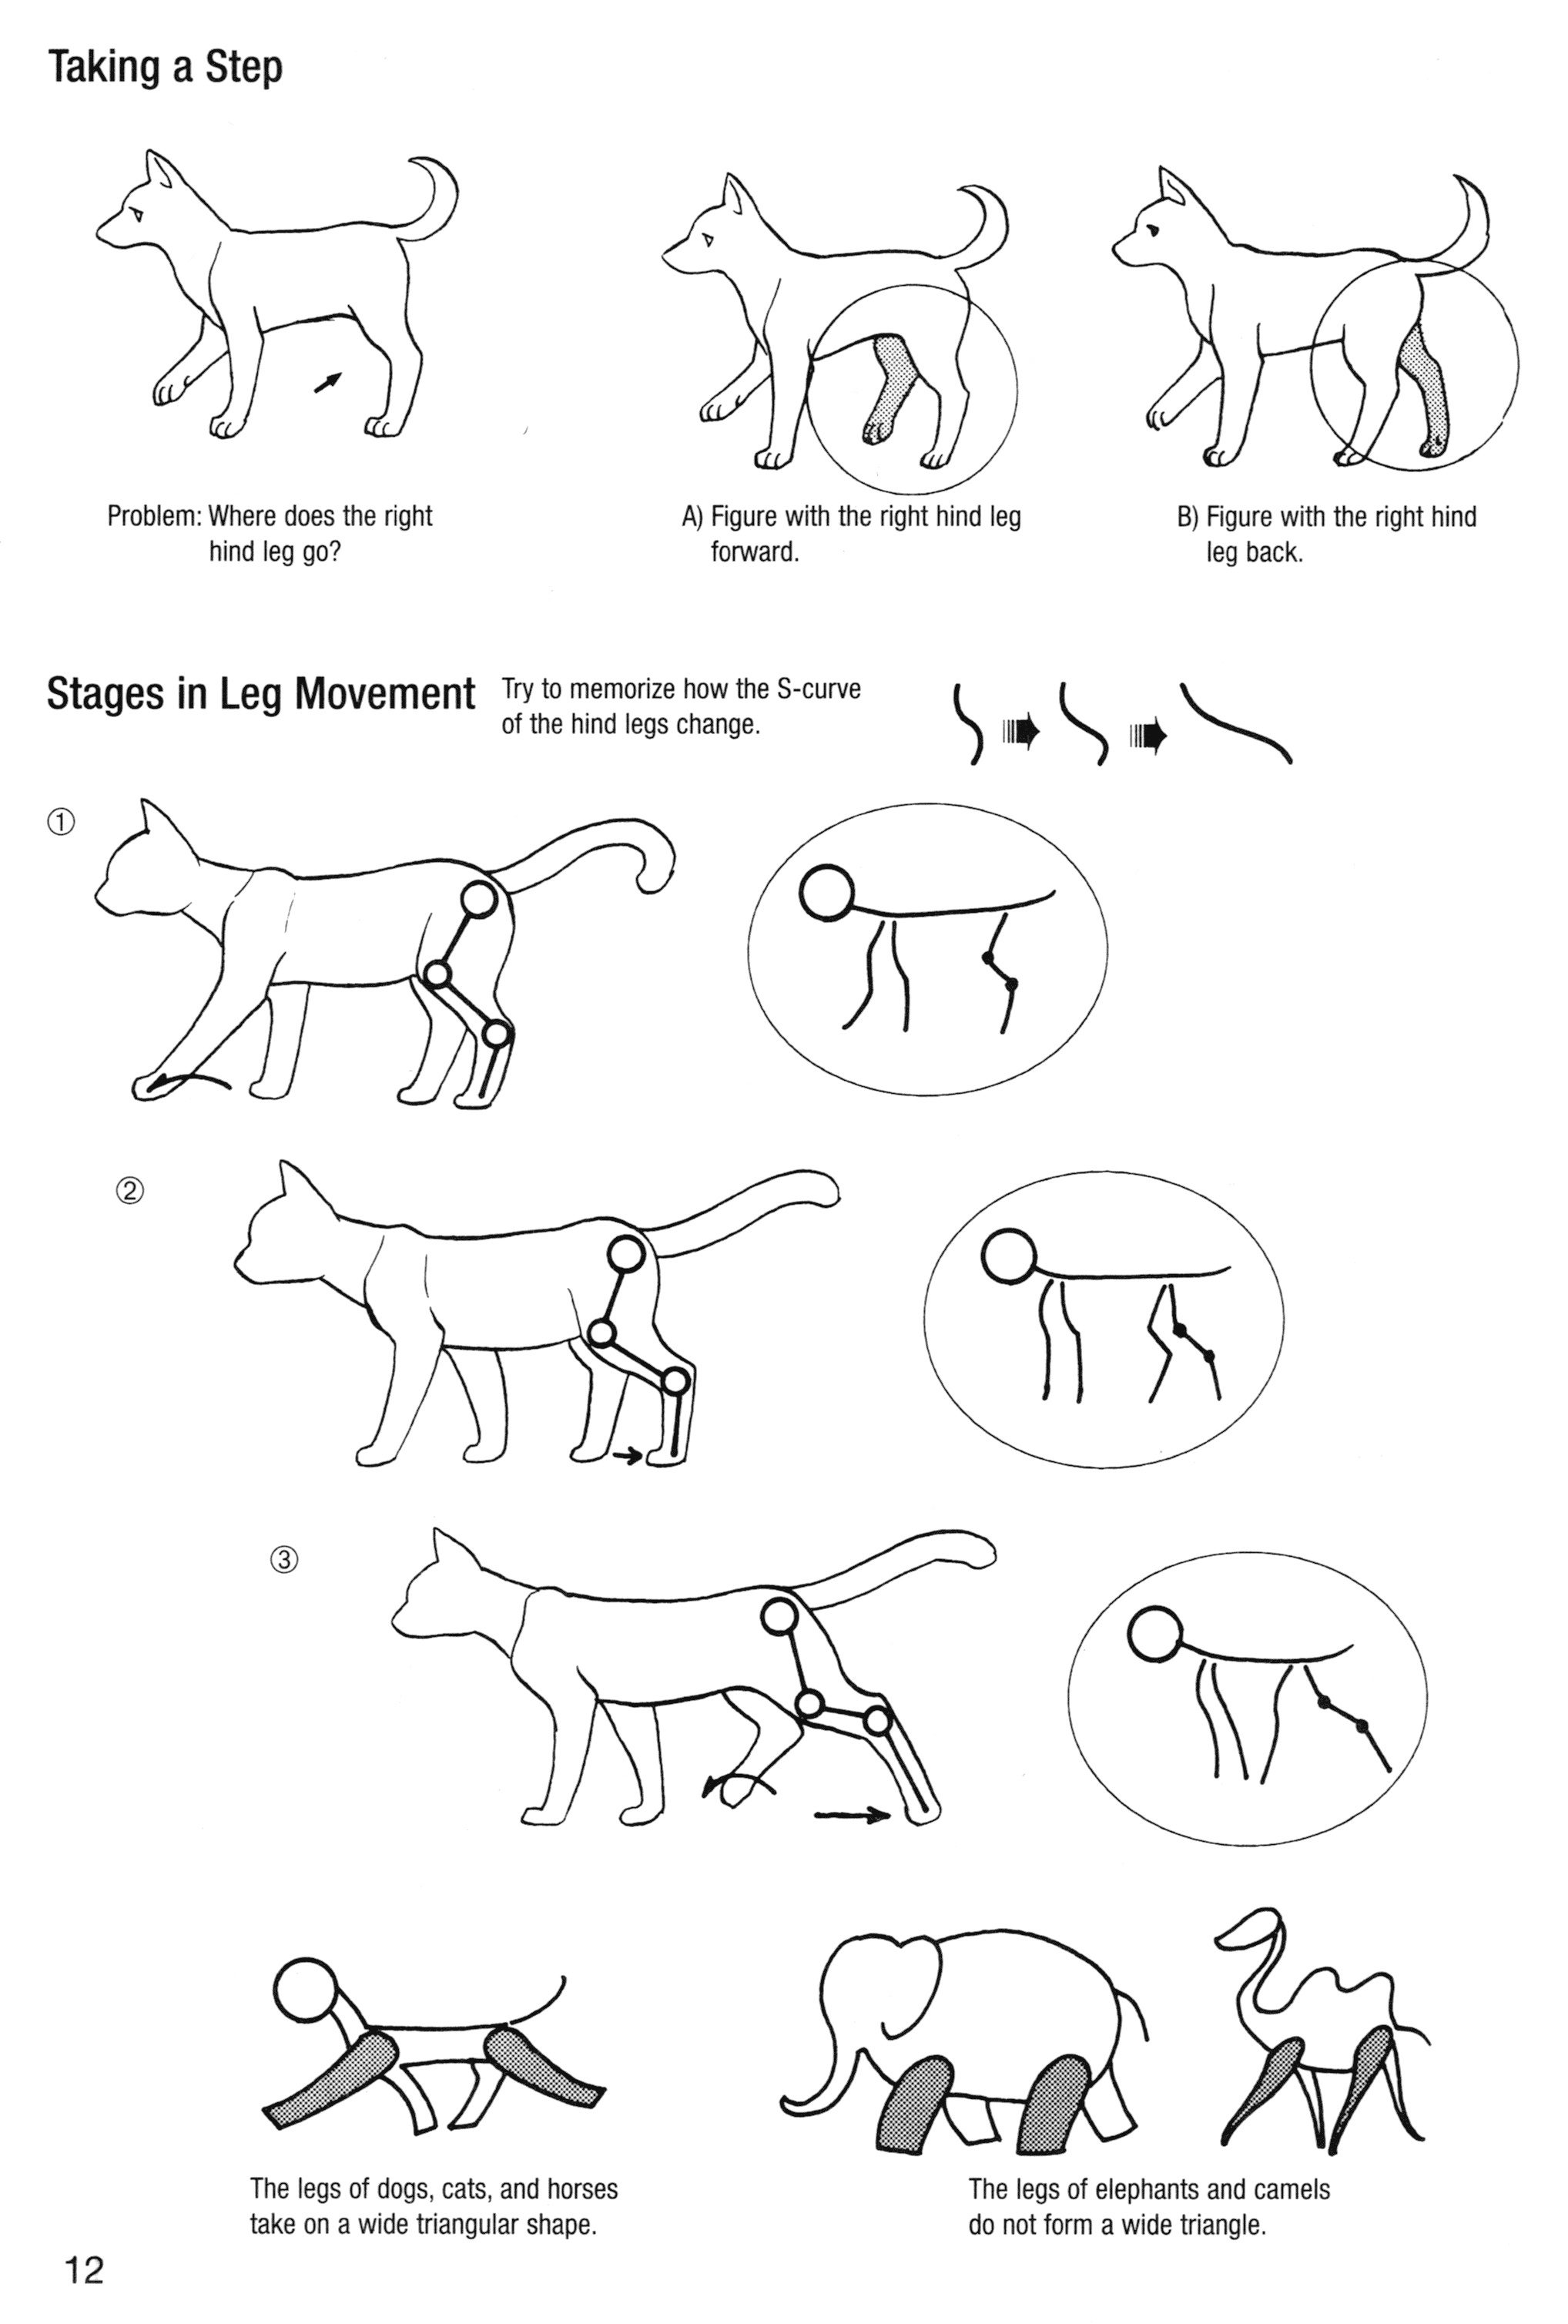 Taking a Step
Problem: Where does the right
hind leg go?
A) Figure with the right hind leg
forward.
B) Figure with the right hind
leg back.
Stages in Leg Movement
Try to memorize how the S-curve
of the hind legs change.
①
②
③
The legs of dogs, cats, and horses
take on a wide triangular shape.
The legs of elephants and camels
do not form a wide triangle.
12